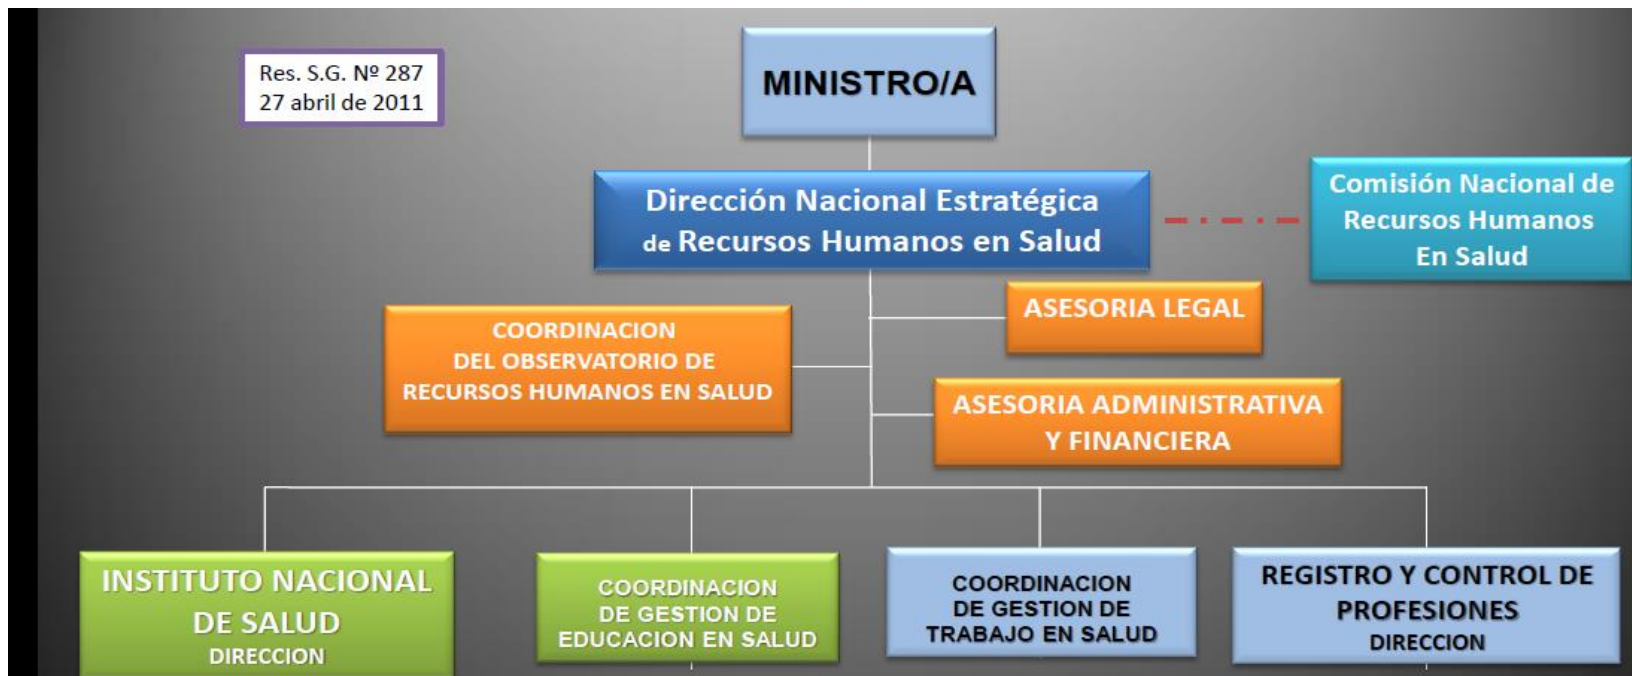 Res. S.G. Nº 287
27 abril de 2011
MINISTRO/A
Dirección Nacional Estratégica
de Recursos Humanos en Salud
Comisión Nacional de
Recursos Humanos
En Salud
COORDINACION
DEL OBSERVATORIO DE
RECURSOS HUMANOS EN SALUD
ASESORIA LEGAL
ASESORIA ADMINISTRATIVA
Y FINANCIERA
INSTITUTO NACIONAL
DE SALUD
DIRECCION
COORDINACION
DE GESTION DE
EDUCACION EN SALUD
COORDINACION
DE GESTION DE
TRABAJO EN SALUD
REGISTRO Y CONTROL DE
PROFESIONES
DIRECCION